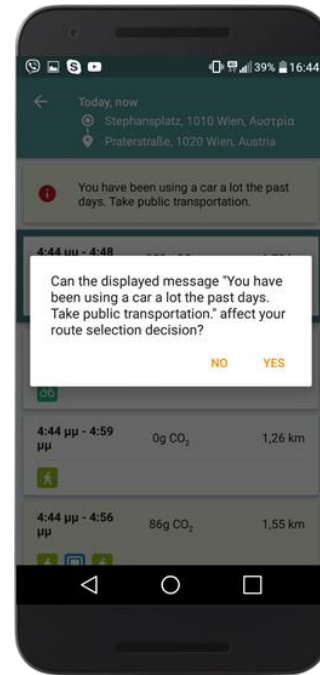 39% 16:44
Today, now
Stephansplatz, 1010 Wien, Αυστρία
Praterstraße, 1020 Wien, Austria
You have been using a car a lot the past
days. Take public transportation.
4:44 μμ - 4:48
Can the displayed message "You have
been using a car a lot the past days.
Take public transportation." affect your
route selection decision?
NO YES
4:44 μμ - 4:59
μμ
0g CO₂ 1,26 km
4:44 μμ - 4:56
μμ
86g CO₂ 1,55 km